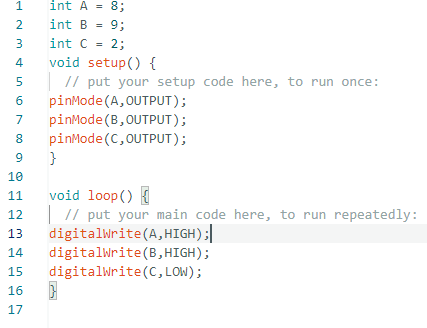 1 int A = 8;
2 int B = 9;
3 int C = 2;
4 void setup() {
5   // put your setup code here, to run once:
6 pinMode(A,OUTPUT);
7 pinMode(B,OUTPUT);
8 pinMode(C,OUTPUT);
9 }
10
11 void loop() {
12   // put your main code here, to run repeatedly:
13 digitalWrite(A,HIGH);
14 digitalWrite(B,HIGH);
15 digitalWrite(C,LOW);
16 }
17